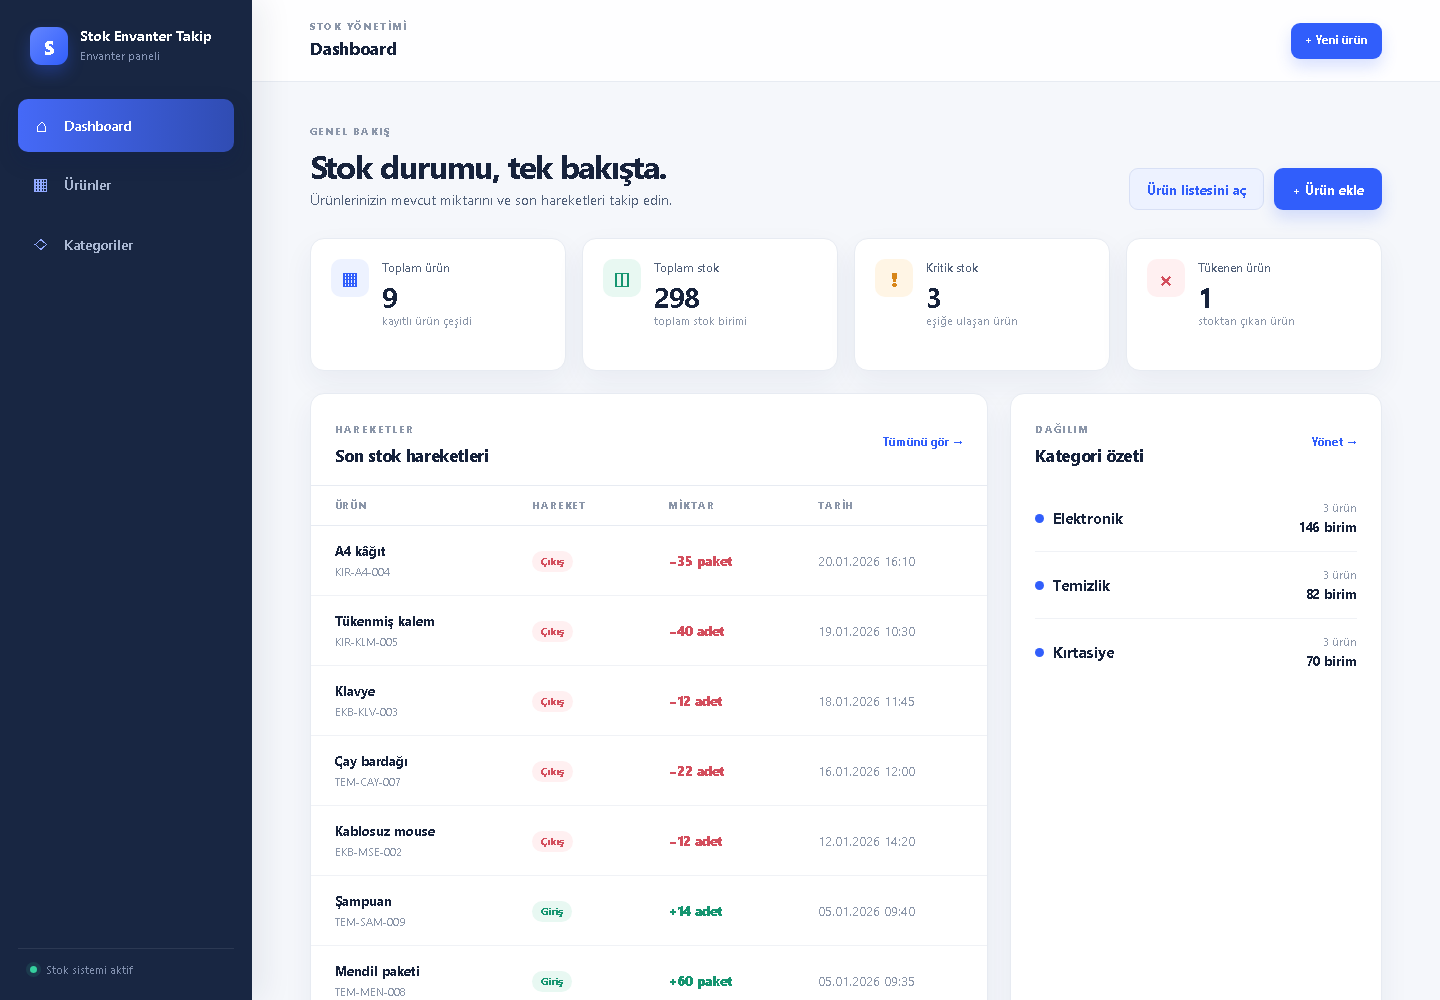 S
Stok Envanter Takip
Envanter paneli
Dashboard
Ürünler
Kategoriler
Stok sistemi aktif
STOK YÖNETİMİ
Dashboard
+ Yeni ürün
GENEL BAKIŞ
Stok durumu, tek bakışta.
Ürünlerinizin mevcut miktarını ve son hareketleri takip edin.
Ürün listesini aç
+ Ürün ekle
Toplam ürün
9
kayıtlı ürün çeşidi
Toplam stok
298
toplam stok birimi
!
Kritik stok
3
eşiğe ulaşan ürün
×
Tükenen ürün
1
stoktan çıkan ürün
HAREKETLER
Son stok hareketleri
Tümünü gör →
ÜRÜN HAREKET MİKTAR TARİH
A4 kâğıt
KIR-A4-004
Çıkış
−35 paket
20.01.2026 16:10
Tükenmiş kalem
KIR-KLM-005
Çıkış
−40 adet
19.01.2026 10:30
Klavye
EKB-KLV-003
Çıkış
−12 adet
18.01.2026 11:45
Çay bardağı
TEM-CAY-007
Çıkış
−22 adet
16.01.2026 12:00
Kablosuz mouse
EKB-MSE-002
Çıkış
−12 adet
12.01.2026 14:20
Şampuan
TEM-SAM-009
Giriş
+14 adet
05.01.2026 09:40
Mendil paketi
TEM-MEN-008
Giriş
+60 paket
05.01.2026 09:35
DAĞILIM
Kategori özeti
Yönet →
Elektronik
3 ürün
146 birim
Temizlik
3 ürün
82 birim
Kırtasiye
3 ürün
70 birim